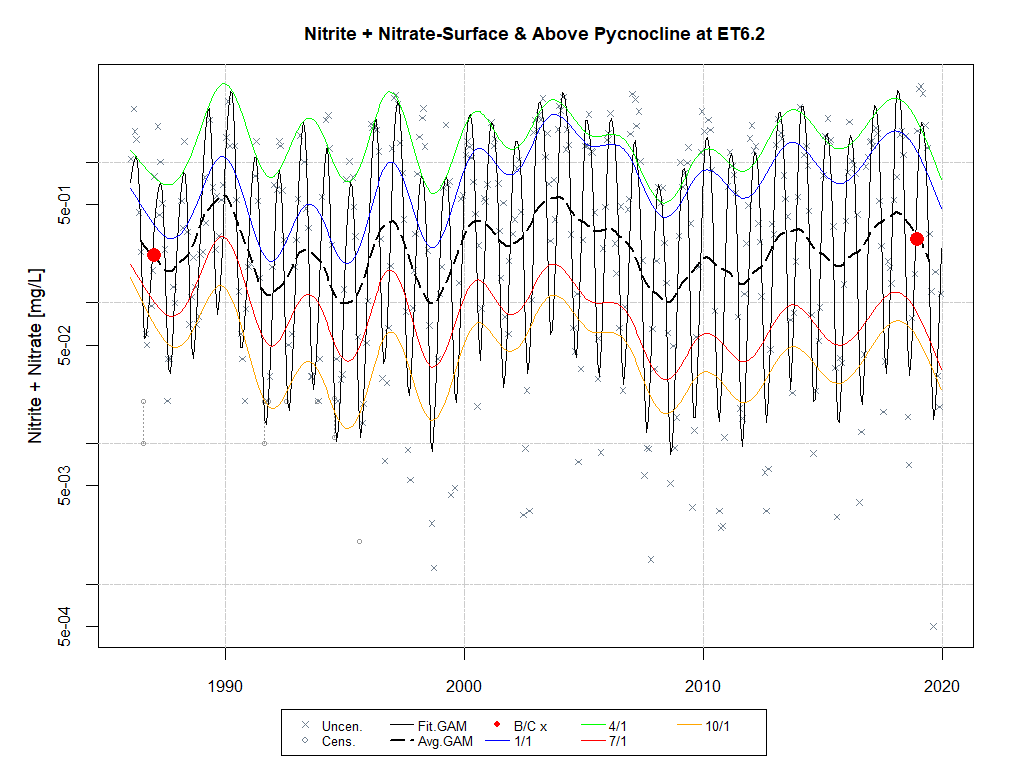 Nitrite + Nitrate-Surface & Above Pycnocline at ET6.2
Nitrite + Nitrate [mg/L]
5e-01
5e-02
5e-03
5e-04
1990 2000 2010 2020
Uncen. Fit.GAM B/C x 4/1 10/1
Cens. Avg.GAM 1/1 7/1